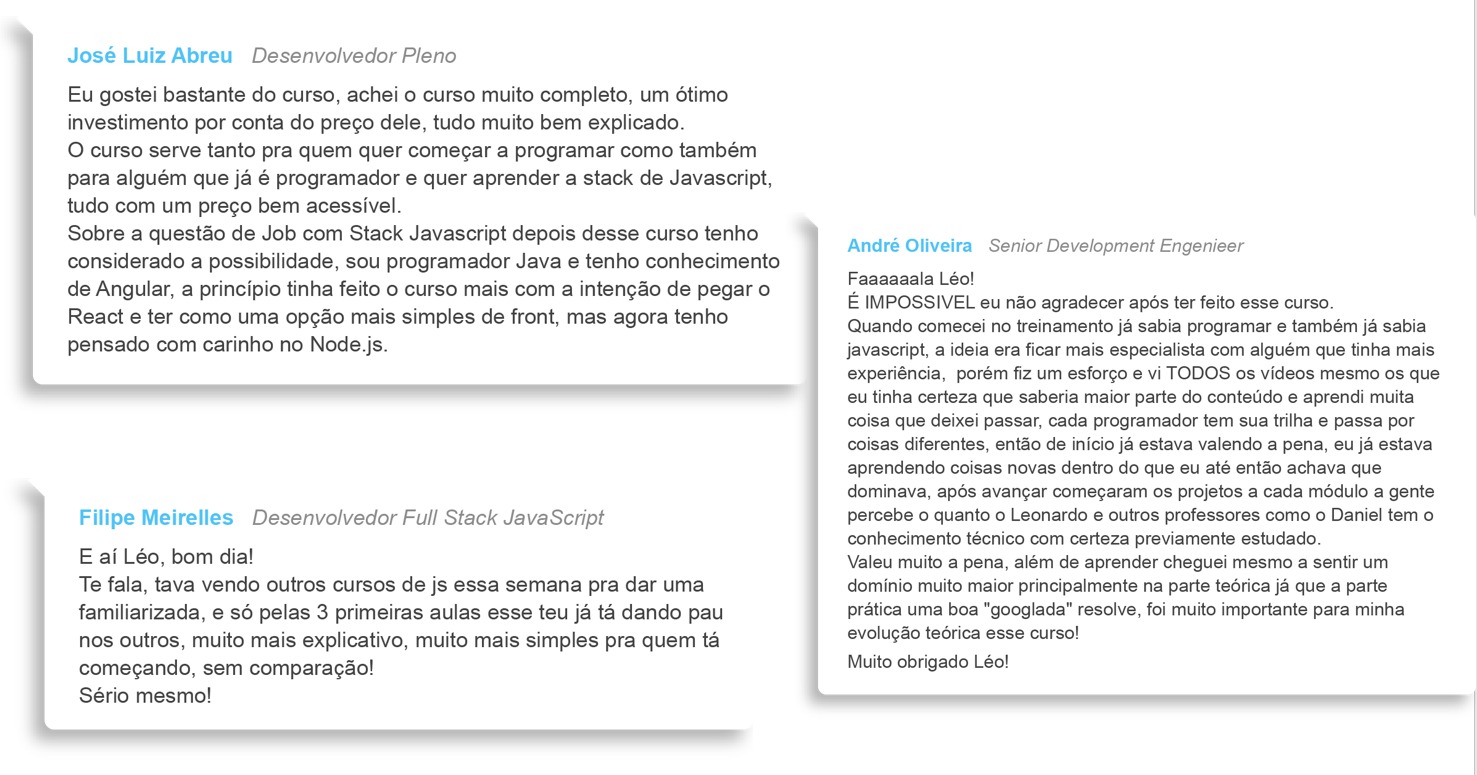 José Luiz Abreu Desenvolvedor Pleno
Eu gostei bastante do curso, achei o curso muito completo, um ótimo
investimento por conta do preço dele, tudo muito bem explicado.
O curso serve tanto pra quem quer começar a programar como também
para alguém que já é programador e quer aprender a stack de Javascript,
tudo com um preço bem acessível.
Sobre a questão de Job com Stack Javascript depois desse curso tenho
considerado a possibilidade, sou programador Java e tenho conhecimento
de Angular, a princípio tinha feito o curso mais com a intenção de pegar o
React e ter como uma opção mais simples de front, mas agora tenho
pensado com carinho no Node.js.
Filipe Meirelles Desenvolvedor Full Stack JavaScript
E aí Léo, bom dia!
Te fala, tava vendo outros cursos de js essa semana pra dar uma
familiarizada, e só pelas 3 primeiras aulas esse teu já tá dando pau
nos outros, muito mais explicativo, muito mais simples pra quem tá
começando, sem comparação!
Sério mesmo!
André Oliveira Senior Development Engenieer
Faaaaaala Léo!
É IMPOSSIVEL eu não agradecer após ter feito esse curso.
Quando comecei no treinamento já sabia programar e também já sabia
javascript, a ideia era ficar mais especialista com alguém que tinha mais
experiência, porém fiz um esforço e vi TODOS os vídeos mesmo os que
eu tinha certeza que saberia maior parte do conteúdo e aprendi muita
coisa que deixei passar, cada programador tem sua trilha e passa por
coisas diferentes, então de início já estava valendo a pena, eu já estava
aprendendo coisas novas dentro do que eu até então achava que
dominava, após avançar começaram os projetos a cada módulo a gente
percebe o quanto o Leonardo e outros professores como o Daniel tem o
conhecimento técnico com certeza previamente estudado.
Valeu muito a pena, além de aprender cheguei mesmo a sentir um
domínio muito maior principalmente na parte teórica já que a parte
prática uma boa "googlada" resolve, foi muito importante para minha
evolução teórica esse curso!
Muito obrigado Léo!